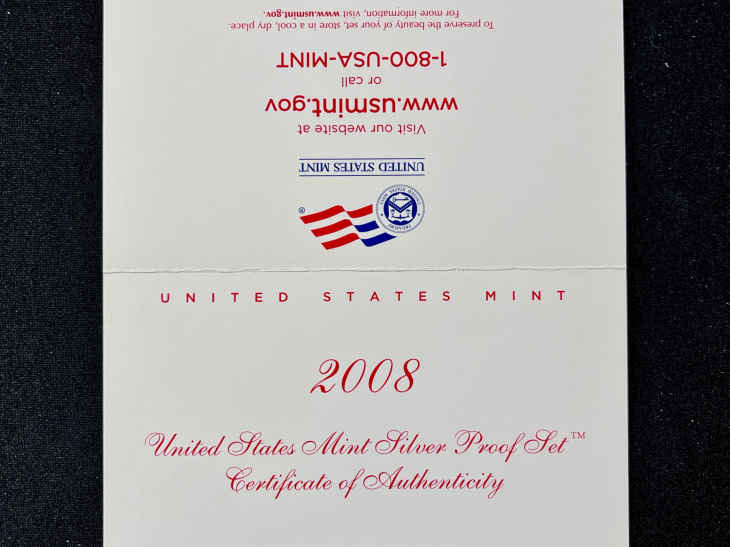 ®
UNITED STATES MINT
Visit our website at
www.usmint.gov
or call
1-800-USA-MINT
To preserve the beauty of your set, store in a cool, dry place.
For more information, visit www.usmint.gov.
UNITED STATES MINT
2008
United States Mint Silver Proof Set™
Certificate of Authenticity